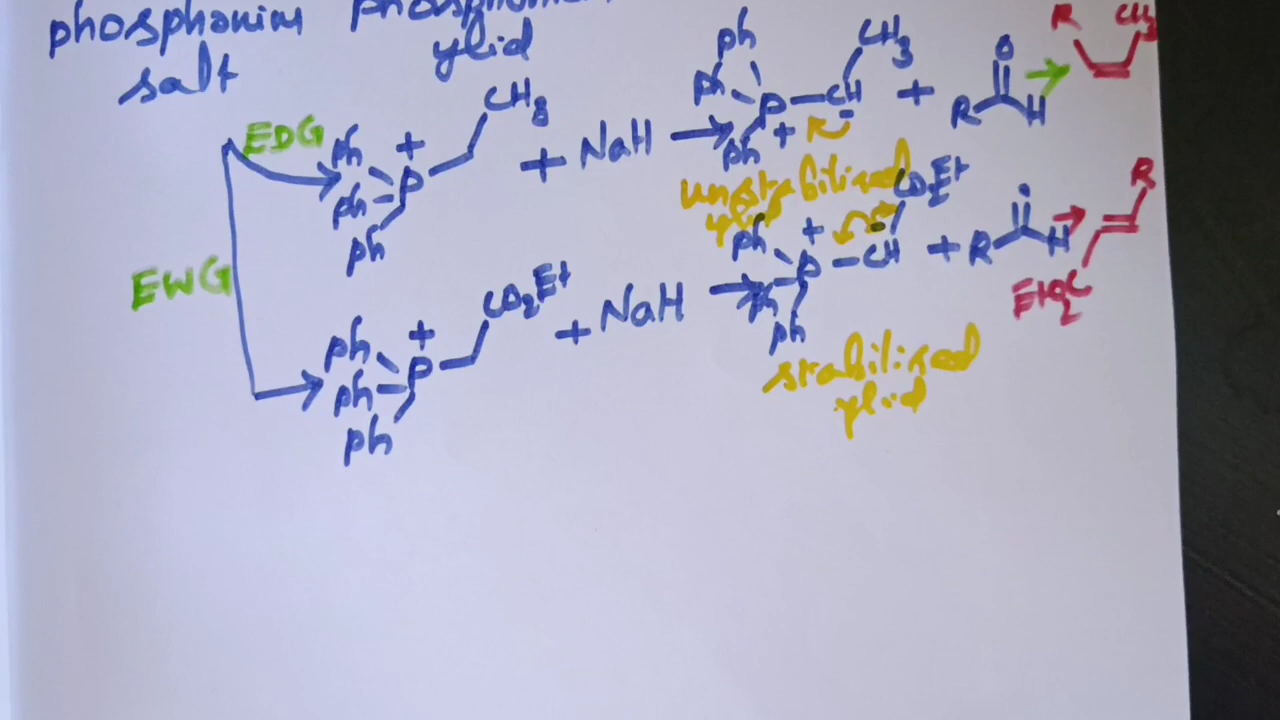 phosphonium
salt
ylid
EDG
Ph Ph Ph P + CH3 + NaH → Ph Ph Ph P + CH - CH3 + R O H → R CH3
unstabilised
ylid
EWG
Ph Ph Ph P + CO2Et + NaH → Ph Ph Ph P + CH CO2Et + R H → R EtO2C
stabilised
ylid